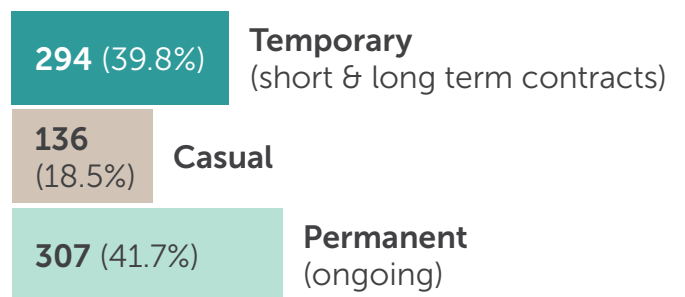 294 (39.8%)
Temporary
(short & long term contracts)
136
(18.5%)
Casual
307 (41.7%)
Permanent
(ongoing)